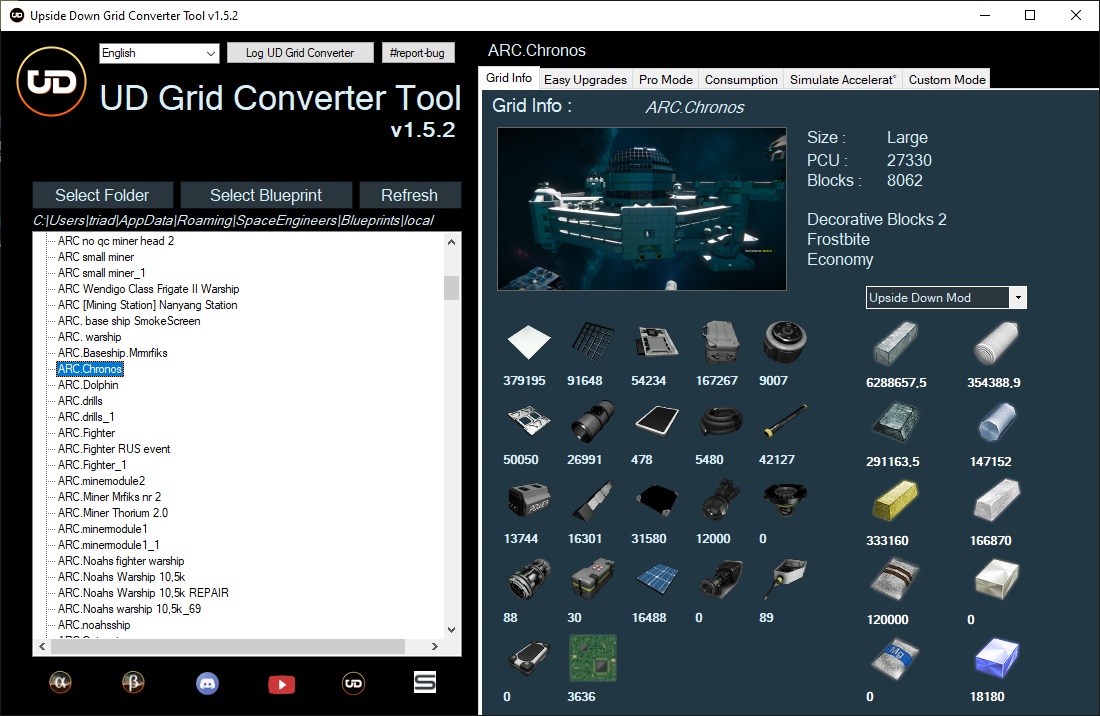 Upside Down Grid Converter Tool v1.5.2
English
Log UD Grid Converter
#report-bug
UD
UD Grid Converter Tool
v1.5.2
Select Folder
Select Blueprint
Refresh
C:\Users\triad\AppData\Roaming\SpaceEngineers\Blueprints\local
ARC no qc miner head 2
ARC small miner
ARC small miner_1
ARC Wendigo Class Frigate II Warship
ARC [Mining Station] Nanyang Station
ARC. base ship SmokeScreen
ARC. warship
ARC.Baseship.Mrmrfiks
ARC.Chronos
ARC.Dolphin
ARC.drills
ARC.drills_1
ARC.Fighter
ARC.Fighter RUS event
ARC.Fighter_1
ARC.minemodule2
ARC.Miner Mrfiks nr 2
ARC.Miner Thorium 2.0
ARC.minermodule1
ARC.minermodule1_1
ARC.Noahs fighter warship
ARC.Noahs Warship 10,5k
ARC.Noahs Warship 10,5k REPAIR
ARC.Noahs warship 10,5k_69
ARC.noahsship
α
β
UD
ARC.Chronos
Grid Info
Easy Upgrades
Pro Mode
Consumption
Simulate Accelerat°
Custom Mode
Grid Info :
ARC.Chronos
Size : Large
PCU : 27330
Blocks : 8062
Decorative Blocks 2
Frostbite
Economy
Upside Down Mod
379195 91648 54234 167267 9007
50050 26991 478 5480 42127
POWER
13744 16301 31580 12000 0
88 30 16488 0 89
0 3636
6288657,5 354388,9
291163,5 147152
333160 166870
120000 0
Mg
0 18180